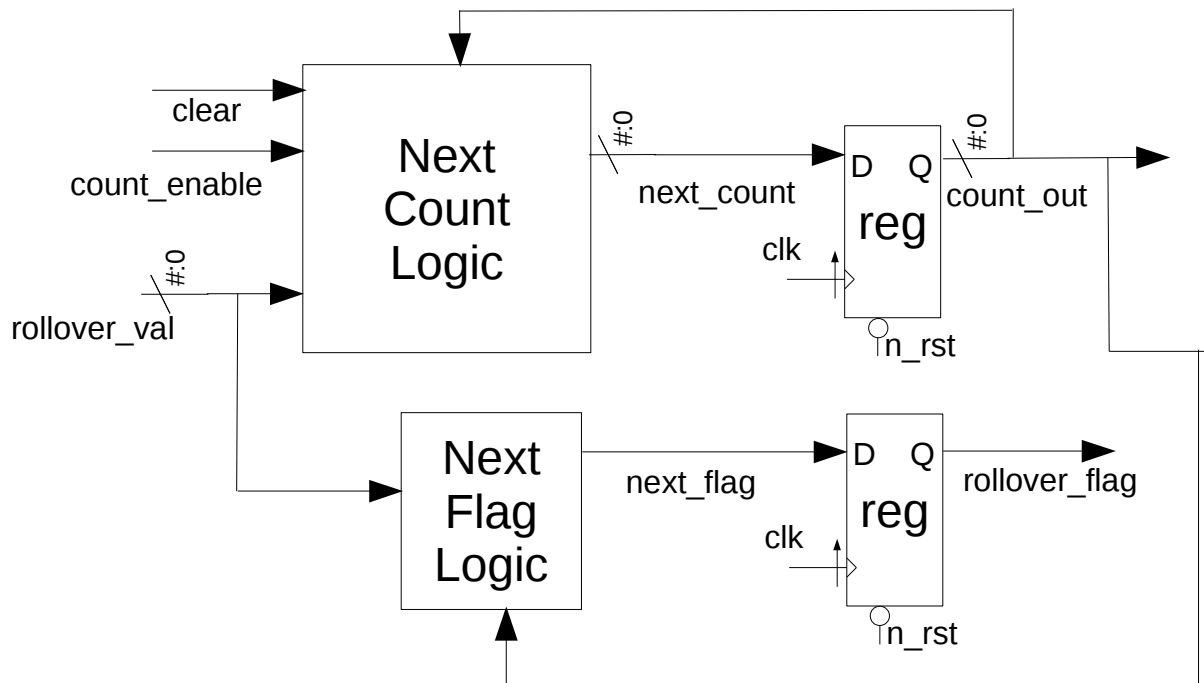 clear
count_enable
#:0
rollover_val
Next
Count
Logic
#:0
next_count
D Q
reg
clk
n_rst
#:0
count_out
Next
Flag
Logic
next_flag
D Q
reg
clk
n_rst
rollover_flag